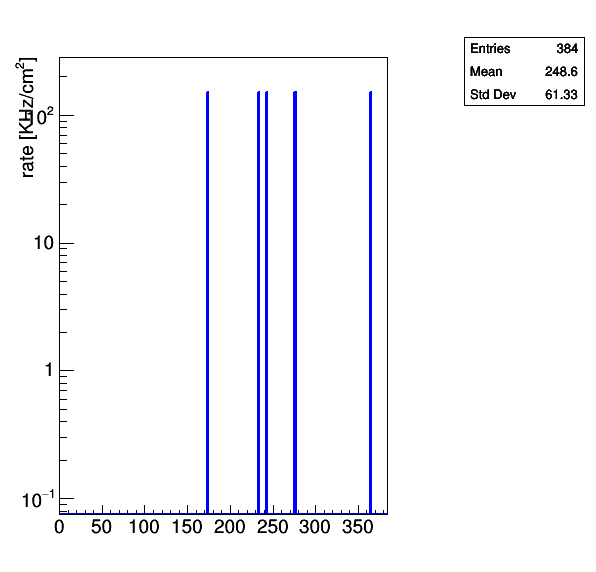 Entries 384
Mean 248.6
Std Dev 61.33
rate [KHz/cm²]
10²
10
1
10⁻¹
0 50 100 150 200 250 300 350